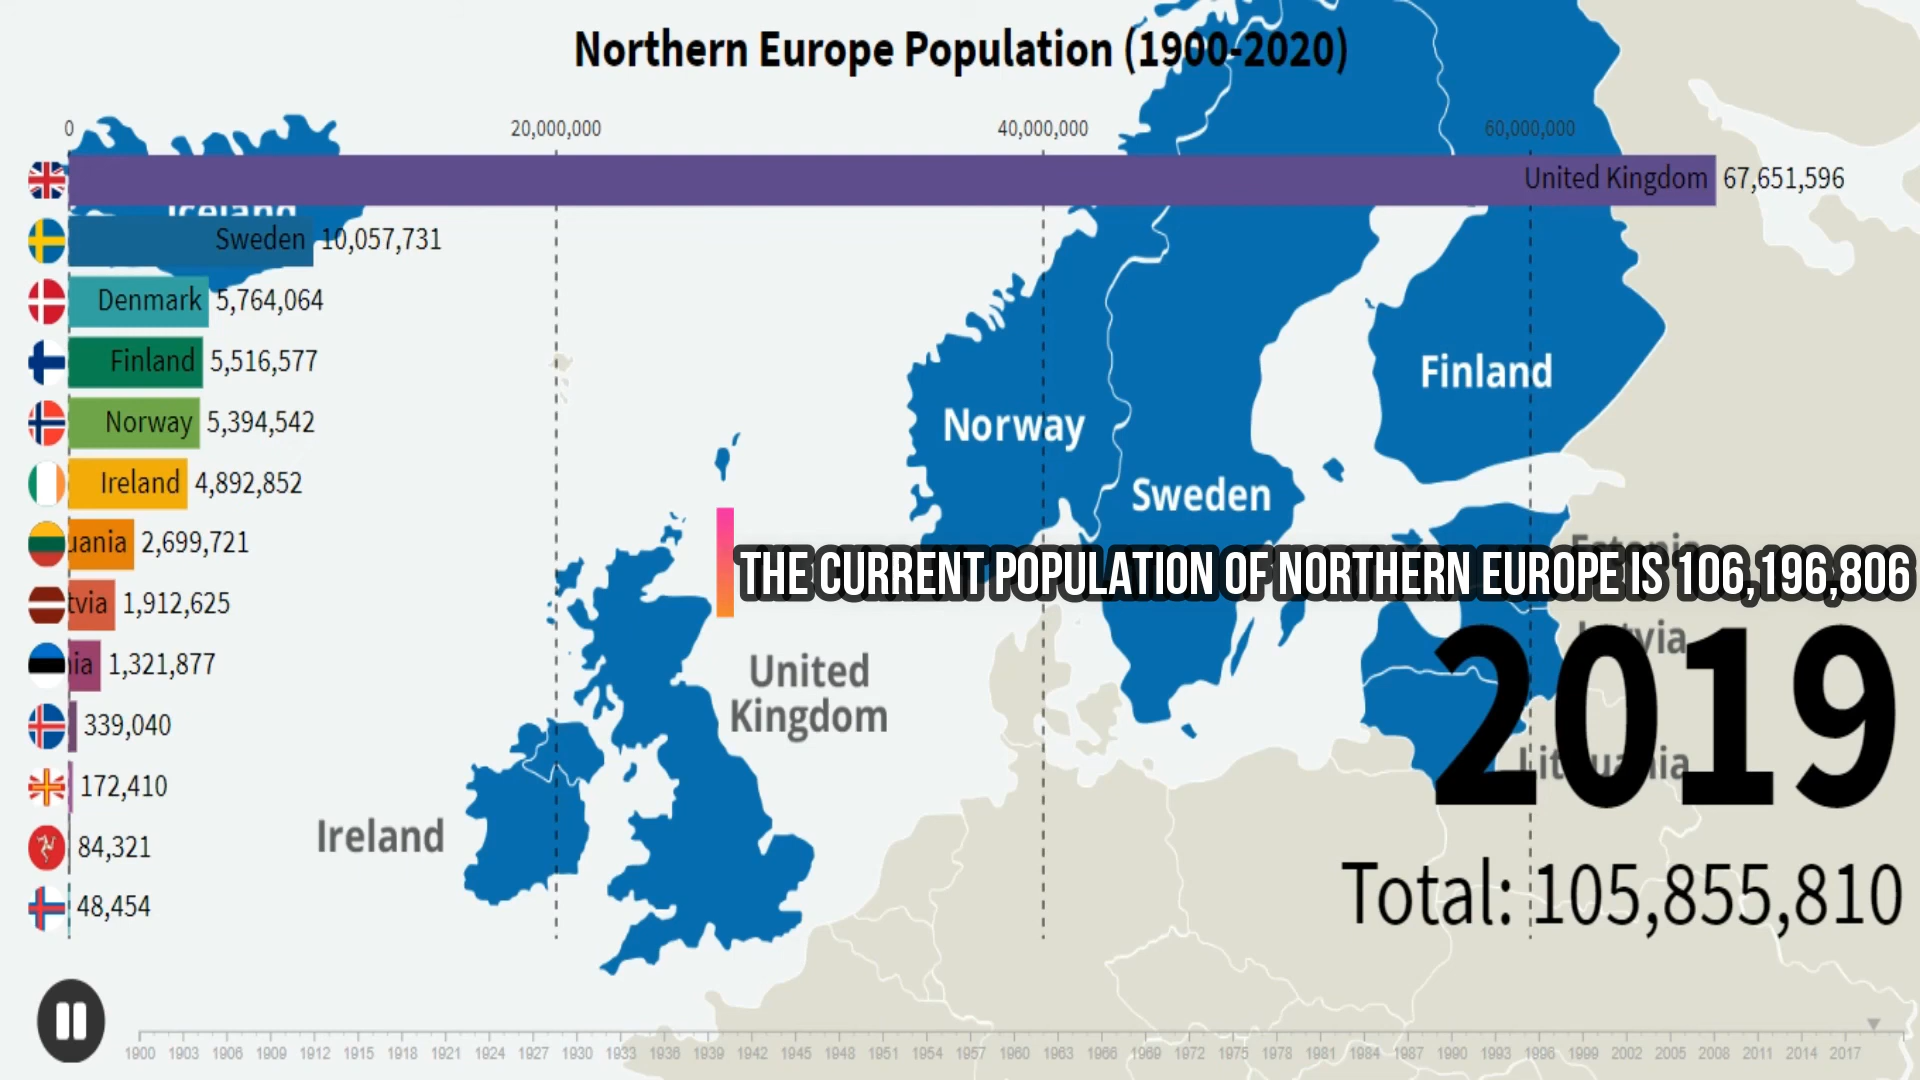 Northern Europe Population (1900-2020)
0 20,000,000 40,000,000 60,000,000
United Kingdom 67,651,596
Iceland
Sweden 10,057,731
Denmark 5,764,064
Finland 5,516,577
Finland
Norway 5,394,542
Norway
Ireland 4,892,852
Sweden
uania 2,699,721
Estonia
THE CURRENT POPULATION OF NORTHERN EUROPE IS 106,196,806
tvia 1,912,625
Latvia
nia 1,321,877
United
Kingdom
2019
339,040
Lithuania
172,410
Ireland
84,321
Total: 105,855,810
48,454
1900 1903 1906 1909 1912 1915 1918 1921 1924 1927 1930 1933 1936 1939 1942 1945 1948 1951 1954 1957 1960 1963 1966 1969 1972 1975 1978 1981 1984 1987 1990 1993 1996 1999 2002 2005 2008 2011 2014 2017